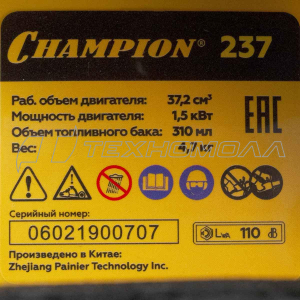 CHAMPION® 237
Раб. объем двигателя: 37,2 см³
Мощность двигателя: 1,5 кВт
Объем топливного бака: 310 мл
Вес: 4,7 кг
EAC
ТЕХНОМОЛЛ
Серийный номер:
06021900707
LWA 110 dB
Произведено в Китае:
Zhejiang Painier Technology Inc.